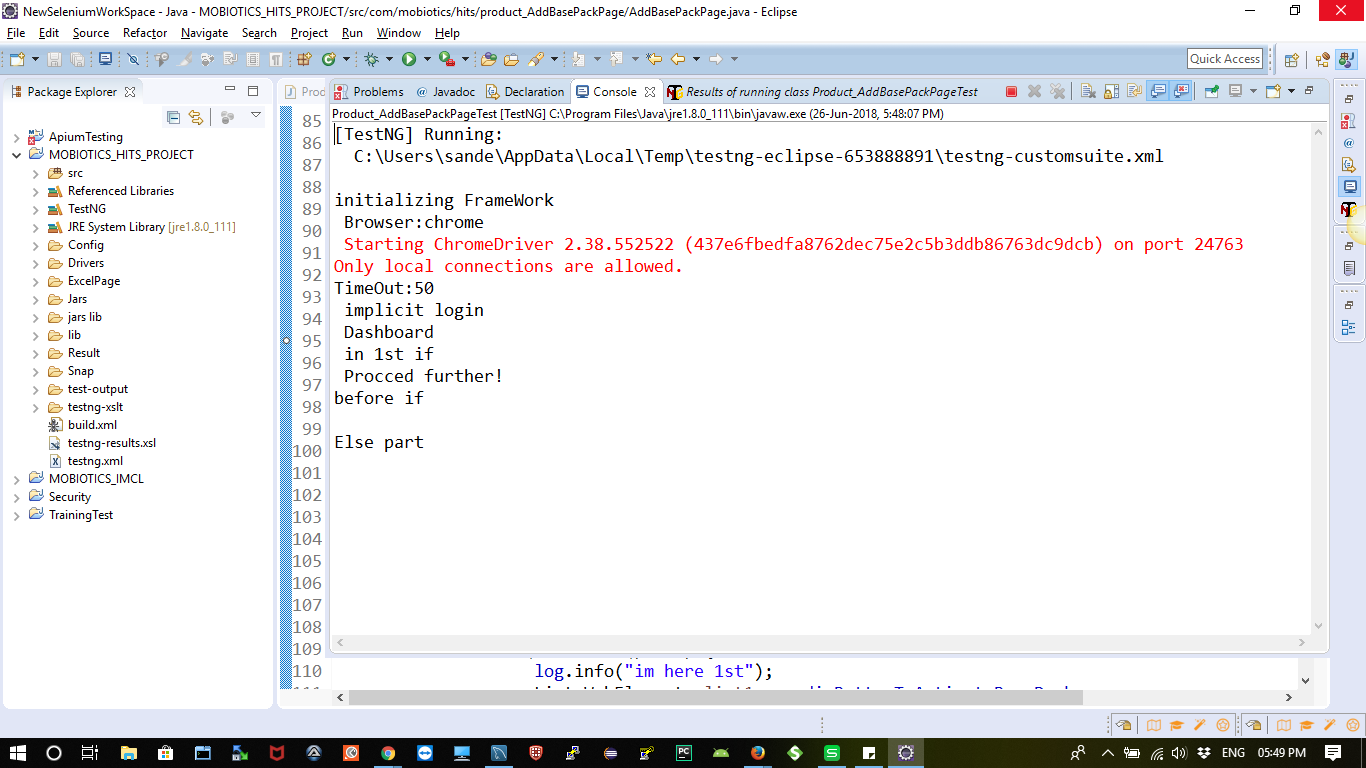 NewSeleniumWorkSpace - Java - MOBIOTICS_HITS_PROJECT/src/com/mobiotics/hits/product_AddBasePackPage/AddBasePackPage.java - Eclipse
File Edit Source Refactor Navigate Search Project Run Window Help
Quick Access
Package Explorer
ApiumTesting
MOBIOTICS_HITS_PROJECT
src
Referenced Libraries
TestNG
JRE System Library [jre1.8.0_111]
Config
Drivers
ExcelPage
Jars
jars lib
lib
Result
Snap
test-output
testng-xslt
build.xml
testng-results.xsl
testng.xml
MOBIOTICS_IMCL
Security
TrainingTest
Problems @ Javadoc Declaration Console Results of running class Product_AddBasePackPageTest
Product_AddBasePackPageTest [TestNG] C:\Program Files\Java\jre1.8.0_111\bin\javaw.exe (26-Jun-2018, 5:48:07 PM)
[TestNG] Running:
C:\Users\sande\AppData\Local\Temp\testng-eclipse-653888891\testng-customsuite.xml
initializing FrameWork
Browser:chrome
Starting ChromeDriver 2.38.552522 (437e6fbedfa8762dec75e2c5b3ddb86763dc9dcb) on port 24763
Only local connections are allowed.
TimeOut:50
implicit login
Dashboard
in 1st if
Procced further!
before if
Else part
85
86
87
88
89
90
91
92
93
94
95
96
97
98
99
100
101
102
103
104
105
106
107
108
109
110 log.info("im here 1st");
ENG 05:49 PM